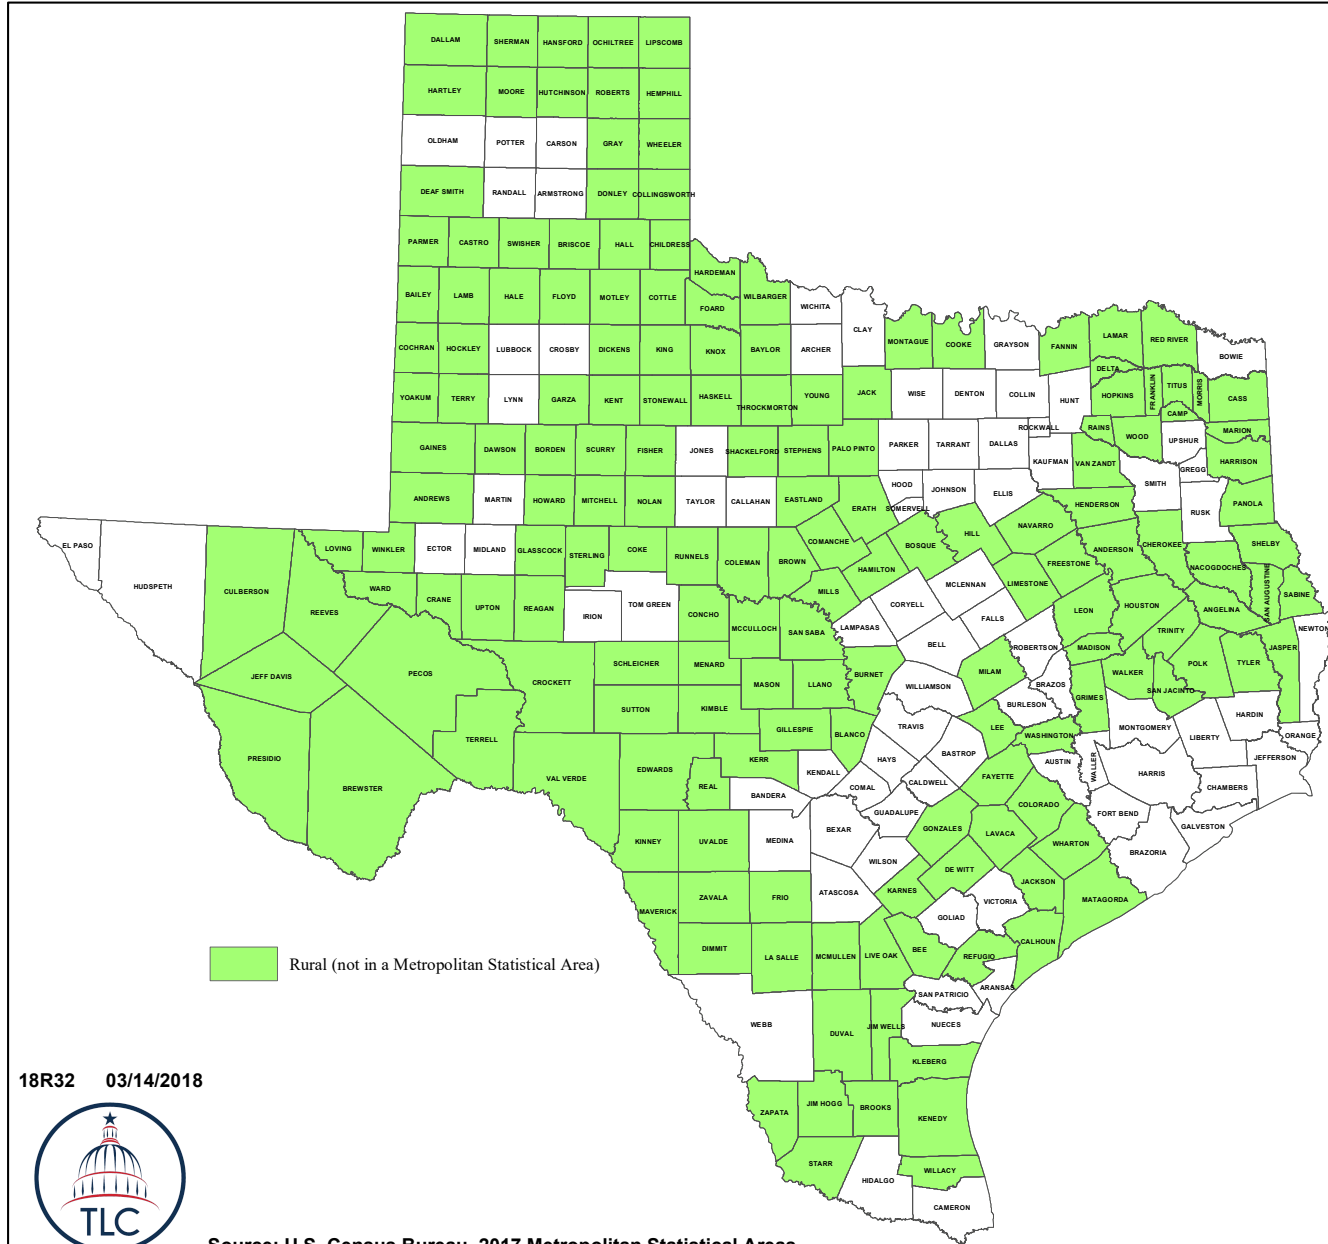 DALLAM SHERMAN HANSFORD OCHILTREE LIPSCOMB
HARTLEY MOORE HUTCHINSON ROBERTS HEMPHILL
OLDHAM POTTER CARSON GRAY WHEELER
DEAF SMITH RANDALL ARMSTRONG DONLEY COLLINGSWORTH
PARMER CASTRO SWISHER BRISCOE HALL CHILDRESS
HARDEMAN
BAILEY LAMB HALE FLOYD MOTLEY COTTLE FOARD WILBARGER WICHITA
CLAY
COCHRAN HOCKLEY LUBBOCK CROSBY DICKENS KING KNOX BAYLOR ARCHER MONTAGUE COOKE GRAYSON FANNIN LAMAR RED RIVER BOWIE
DELTA
YOAKUM TERRY LYNN GARZA KENT STONEWALL HASKELL THROCKMORTON YOUNG JACK WISE DENTON COLLIN HUNT HOPKINS FRANKLIN TITUS MORRIS CASS
CAMP
ROCKWALL RAINS WOOD UPSHUR MARION
GAINES DAWSON BORDEN SCURRY FISHER JONES SHACKELFORD STEPHENS PALO PINTO PARKER TARRANT DALLAS KAUFMAN VAN ZANDT GREGG HARRISON
ANDREWS MARTIN HOWARD MITCHELL NOLAN TAYLOR CALLAHAN EASTLAND ERATH HOOD SOMERVELL JOHNSON ELLIS HENDERSON SMITH RUSK PANOLA
EL PASO HUDSPETH CULBERSON REEVES LOVING WINKLER ECTOR MIDLAND GLASSCOCK STERLING COKE RUNNELS COLEMAN BROWN COMANCHE HAMILTON BOSQUE HILL NAVARRO FREESTONE ANDERSON CHEROKEE NACOGDOCHES SHELBY
WARD CRANE UPTON REAGAN IRION TOM GREEN CONCHO MCCULLOCH SAN SABA MILLS LAMPASAS CORYELL MCLENNAN LIMESTONE FALLS LEON HOUSTON ANGELINA SAN AUGUSTINE SABINE
JEFF DAVIS PECOS CROCKETT SCHLEICHER MENARD MASON LLANO BURNET BELL WILLIAMSON MILAM ROBERTSON BRAZOS MADISON TRINITY WALKER POLK SAN JACINTO TYLER JASPER NEWTON
PRESIDIO BREWSTER TERRELL SUTTON KIMBLE GILLESPIE BLANCO TRAVIS BASTROP LEE BURLESON GRIMES WASHINGTON MONTGOMERY LIBERTY HARDIN ORANGE
VAL VERDE EDWARDS REAL KERR KENDALL BANDERA HAYS COMAL CALDWELL GUADALUPE FAYETTE AUSTIN WALLER HARRIS CHAMBERS JEFFERSON
KINNEY UVALDE MEDINA BEXAR WILSON GONZALES LAVACA COLORADO WHARTON FORT BEND BRAZORIA GALVESTON
MAVERICK ZAVALA FRIO ATASCOSA KARNES DE WITT GOLIAD VICTORIA JACKSON MATAGORDA
DIMMIT LA SALLE MCMULLEN LIVE OAK BEE REFUGIO CALHOUN ARANSAS
Rural (not in a Metropolitan Statistical Area)
WEBB DUVAL JIM WELLS SAN PATRICIO NUECES
KLEBERG
ZAPATA JIM HOGG BROOKS KENEDY
STARR HIDALGO WILLACY
CAMERON
18R32 03/14/2018
TLC
Source: U.S. Census Bureau, 2017 Metropolitan Statistical Areas